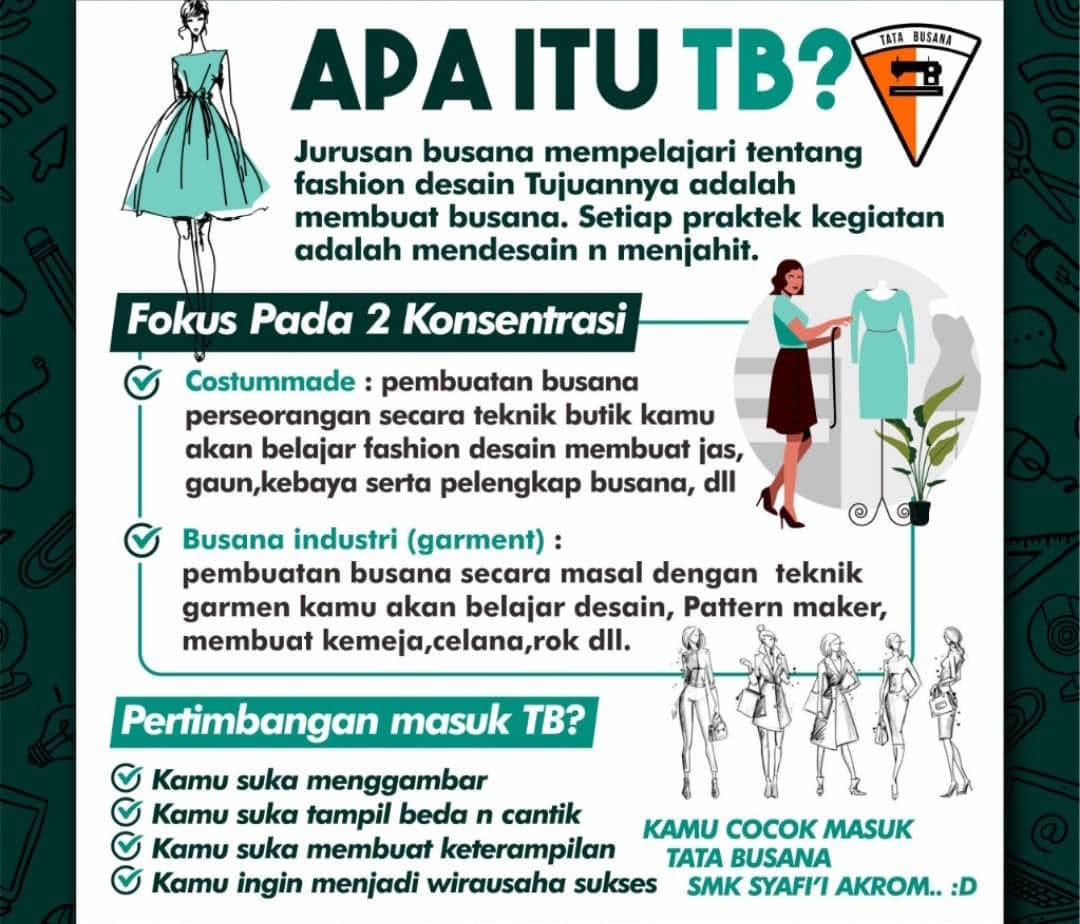 APA ITU TB?
TATA BUSANA
Jurusan busana mempelajari tentang
fashion desain Tujuannya adalah
membuat busana. Setiap praktek kegiatan
adalah mendesain n menjahit.
Fokus Pada 2 Konsentrasi
Costummade : pembuatan busana
perseorangan secara teknik butik kamu
akan belajar fashion desain membuat jas,
gaun,kebaya serta pelengkap busana, dll
Busana industri (garment) :
pembuatan busana secara masal dengan teknik
garmen kamu akan belajar desain, Pattern maker,
membuat kemeja,celana,rok dll.
Pertimbangan masuk TB?
Kamu suka menggambar
Kamu suka tampil beda n cantik
Kamu suka membuat keterampilan
Kamu ingin menjadi wirausaha sukses
KAMU COCOK MASUK
TATA BUSANA
SMK SYAFI'I AKROM.. :D